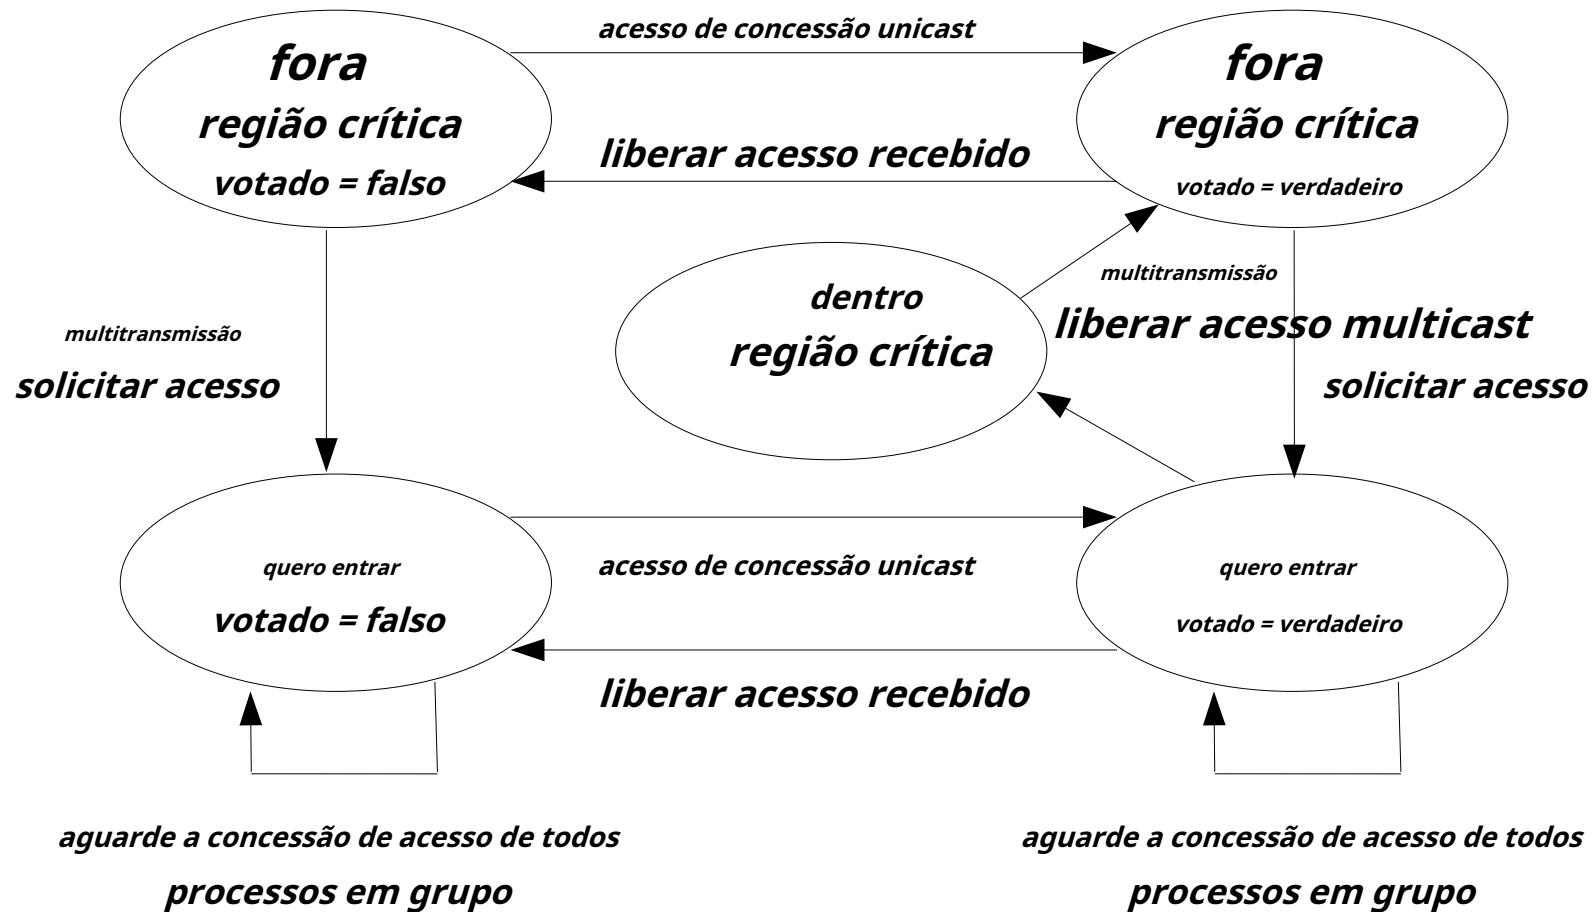 acesso de concessão unicast
fora
região crítica
votado = falso
fora
região crítica
votado = verdadeiro
liberar acesso recebido
multitransmissão
solicitar acesso
dentro
região crítica
multitransmissão
liberar acesso multicast
solicitar acesso
quero entrar
votado = falso
acesso de concessão unicast
quero entrar
votado = verdadeiro
liberar acesso recebido
aguarde a concessão de acesso de todos
processos em grupo
aguarde a concessão de acesso de todos
processos em grupo